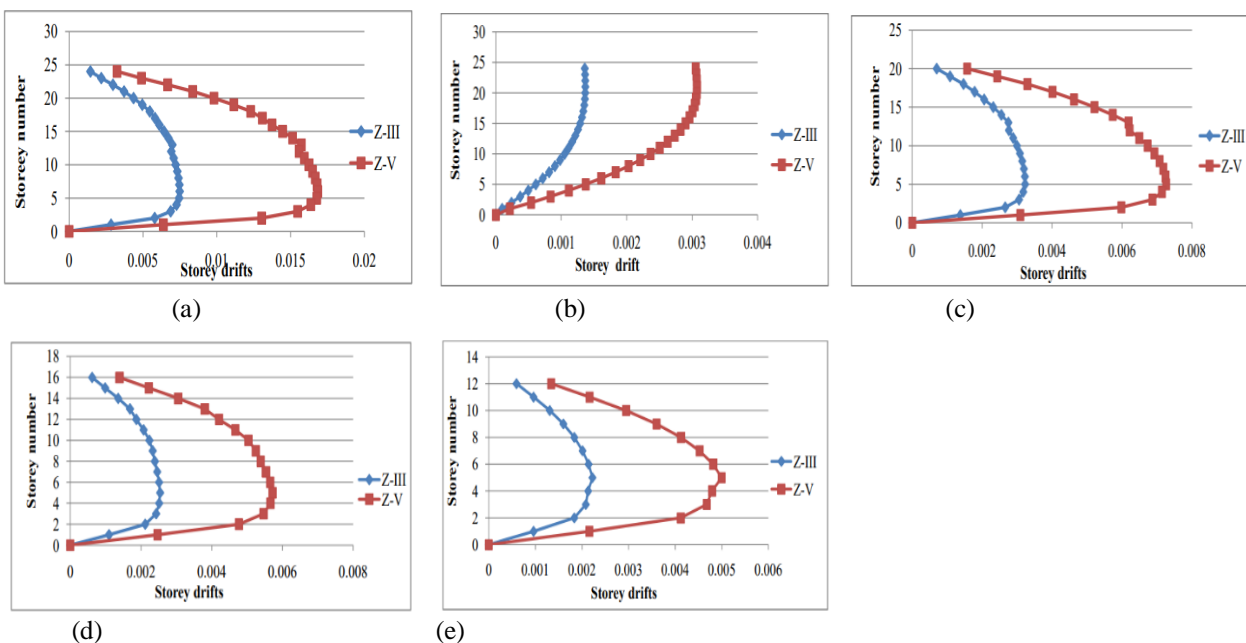 30
25
20
15
10
5
0
Storey number
0 0.005 0.01 0.015 0.02
Storey drifts
Z-III
Z-V
(a)
30
25
20
15
10
5
0
Storey number
0 0.001 0.002 0.003 0.004
Storey drift
Z-III
Z-V
(b)
25
20
15
10
5
0
Storey number
0 0.002 0.004 0.006 0.008
Storey drifts
Z-III
Z-V
(c)
18
16
14
12
10
8
6
4
2
0
Storey number
0 0.002 0.004 0.006 0.008
Storey drifts
Z-III
Z-V
(d)
14
12
10
8
6
4
2
0
Storey number
0 0.001 0.002 0.003 0.004 0.005 0.006
Storey drifts
Z-III
Z-V
(e)